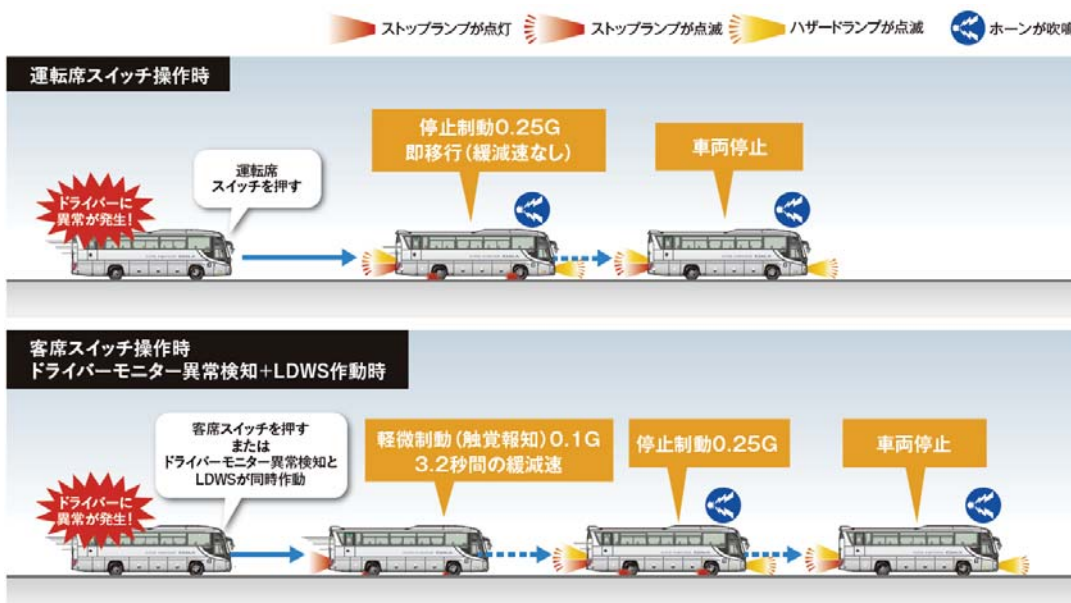 ストップランプが点灯 ストップランプが点滅 ハザードランプが点滅 ホーンが吹鳴
運転席スイッチ操作時
停止制動0.25G
即移行(緩減速なし)
車両停止
運転席
スイッチを押す
ドライバーに
異常が発生!
客席スイッチ操作時
ドライバーモニター異常検知+LDWS作動時
客席スイッチを押す
または
ドライバーモニター異常検知と
LDWSが同時作動
軽微制動(触覚報知)0.1G
3.2秒間の緩減速
停止制動0.25G
車両停止
ドライバーに
異常が発生!